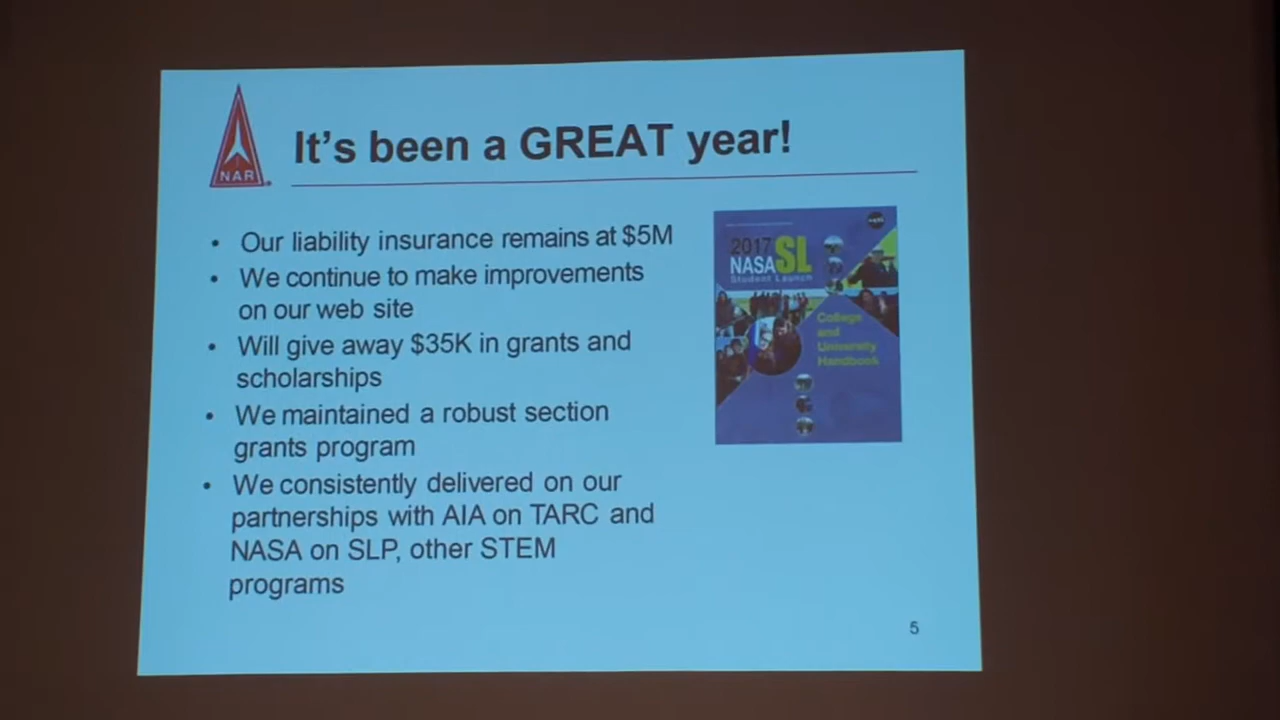 NAR
It's been a GREAT year!
• Our liability insurance remains at $5M
• We continue to make improvements
on our web site
• Will give away $35K in grants and
scholarships
• We maintained a robust section
grants program
• We consistently delivered on our
partnerships with AIA on TARC and
NASA on SLP, other STEM
programs
2017
NASA SL
Student Launch
College
and
University
Handbook
5